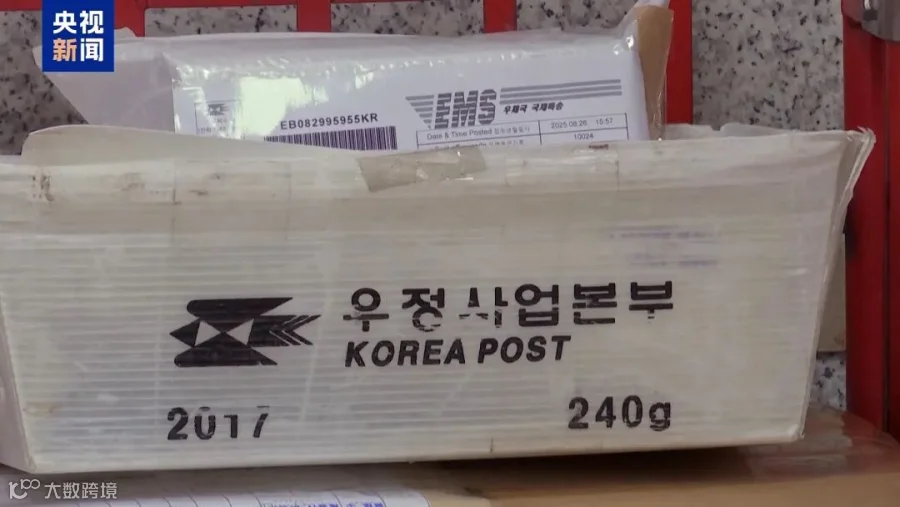 央视
新闻
EB082995955KR
EMS
우체국 국제특송
Date & Time Posted
2025.08.26 15:57
10024
우정사업본부
KOREA POST
2017
240g
大数跨境